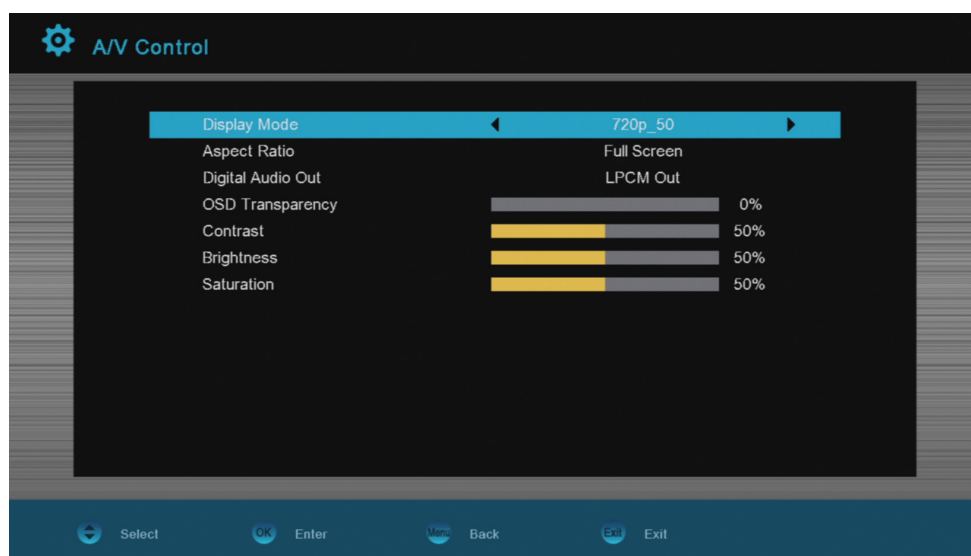 A/V Control
Display Mode 720p_50
Aspect Ratio Full Screen
Digital Audio Out LPCM Out
OSD Transparency 0%
Contrast 50%
Brightness 50%
Saturation 50%
Select OK Enter Menu Back Exit Exit